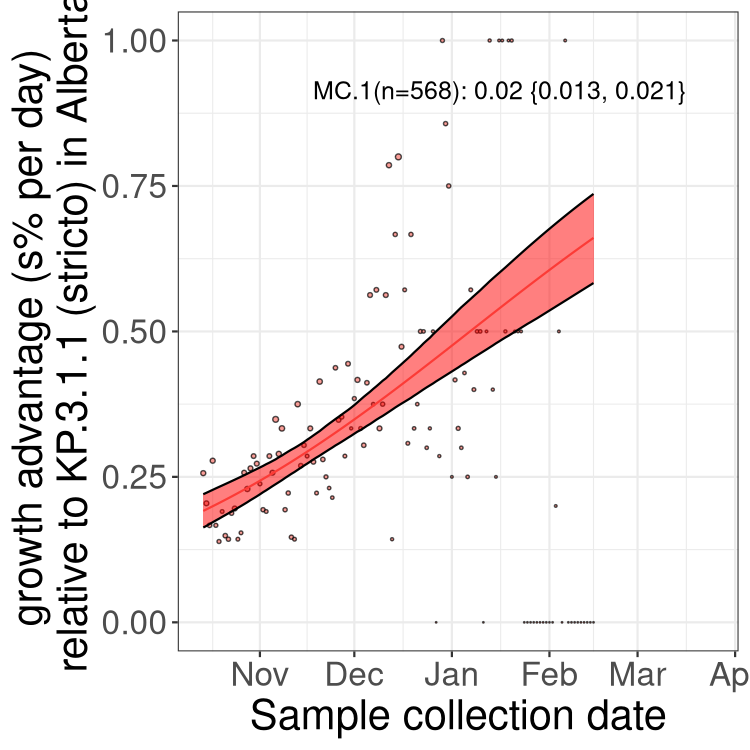 growth advantage (s% per day)
relative to KP.3.1.1 (stricto) in Alberta
1.00
0.75
0.50
0.25
0.00
MC.1(n=568): 0.02 {0.013, 0.021}
Nov Dec Jan Feb Mar Ap
Sample collection date